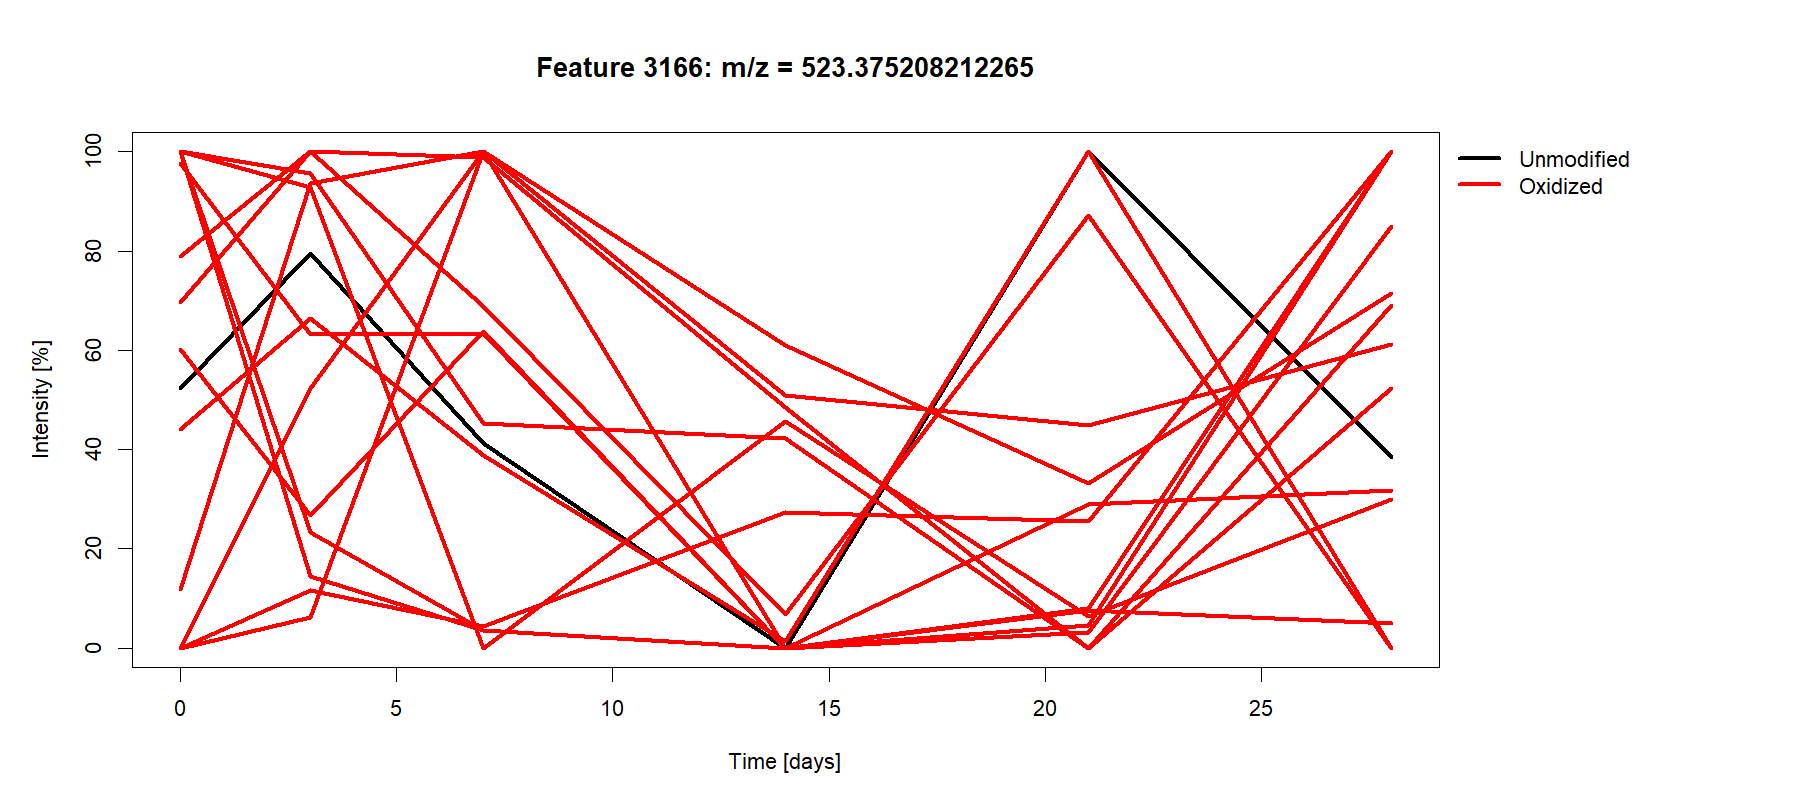 Feature 3166: m/z = 523.375208212265
Unmodified
Oxidized
Intensity [%]
100
80
60
40
20
0
0 5 10 15 20 25
Time [days]